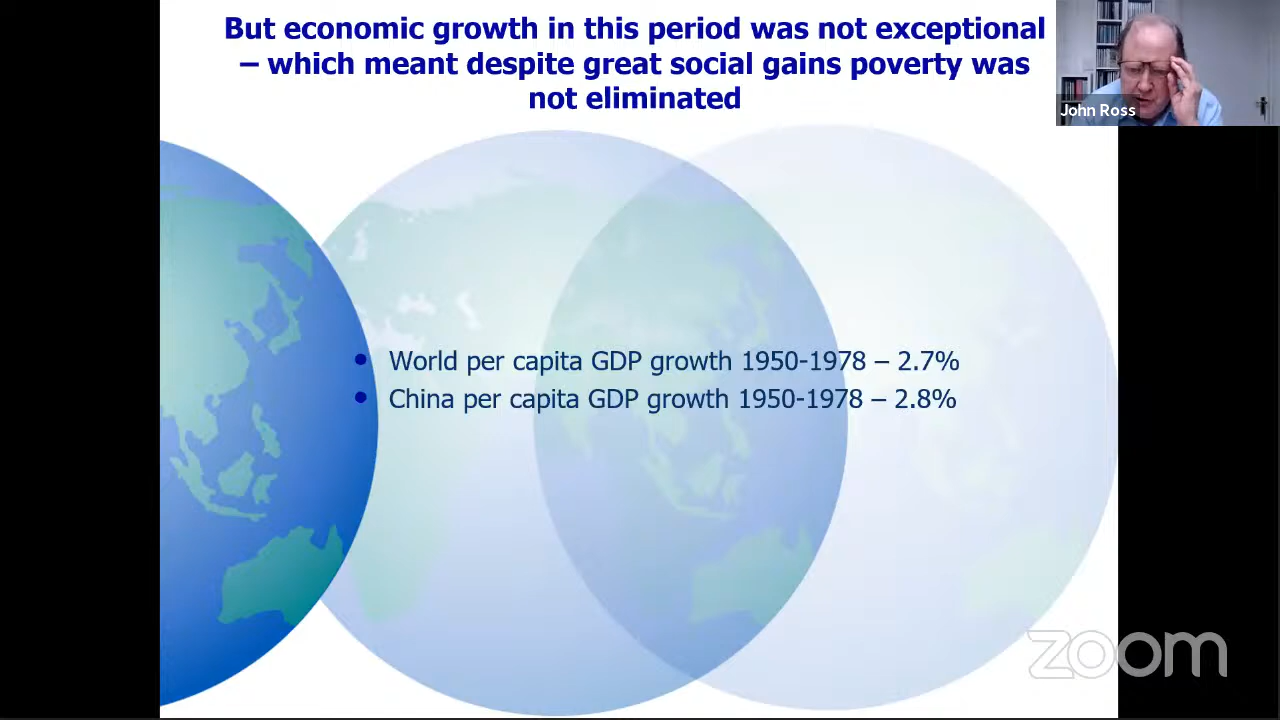 But economic growth in this period was not exceptional
– which meant despite great social gains poverty was
not eliminated
John Ross
• World per capita GDP growth 1950-1978 – 2.7%
• China per capita GDP growth 1950-1978 – 2.8%
zoom